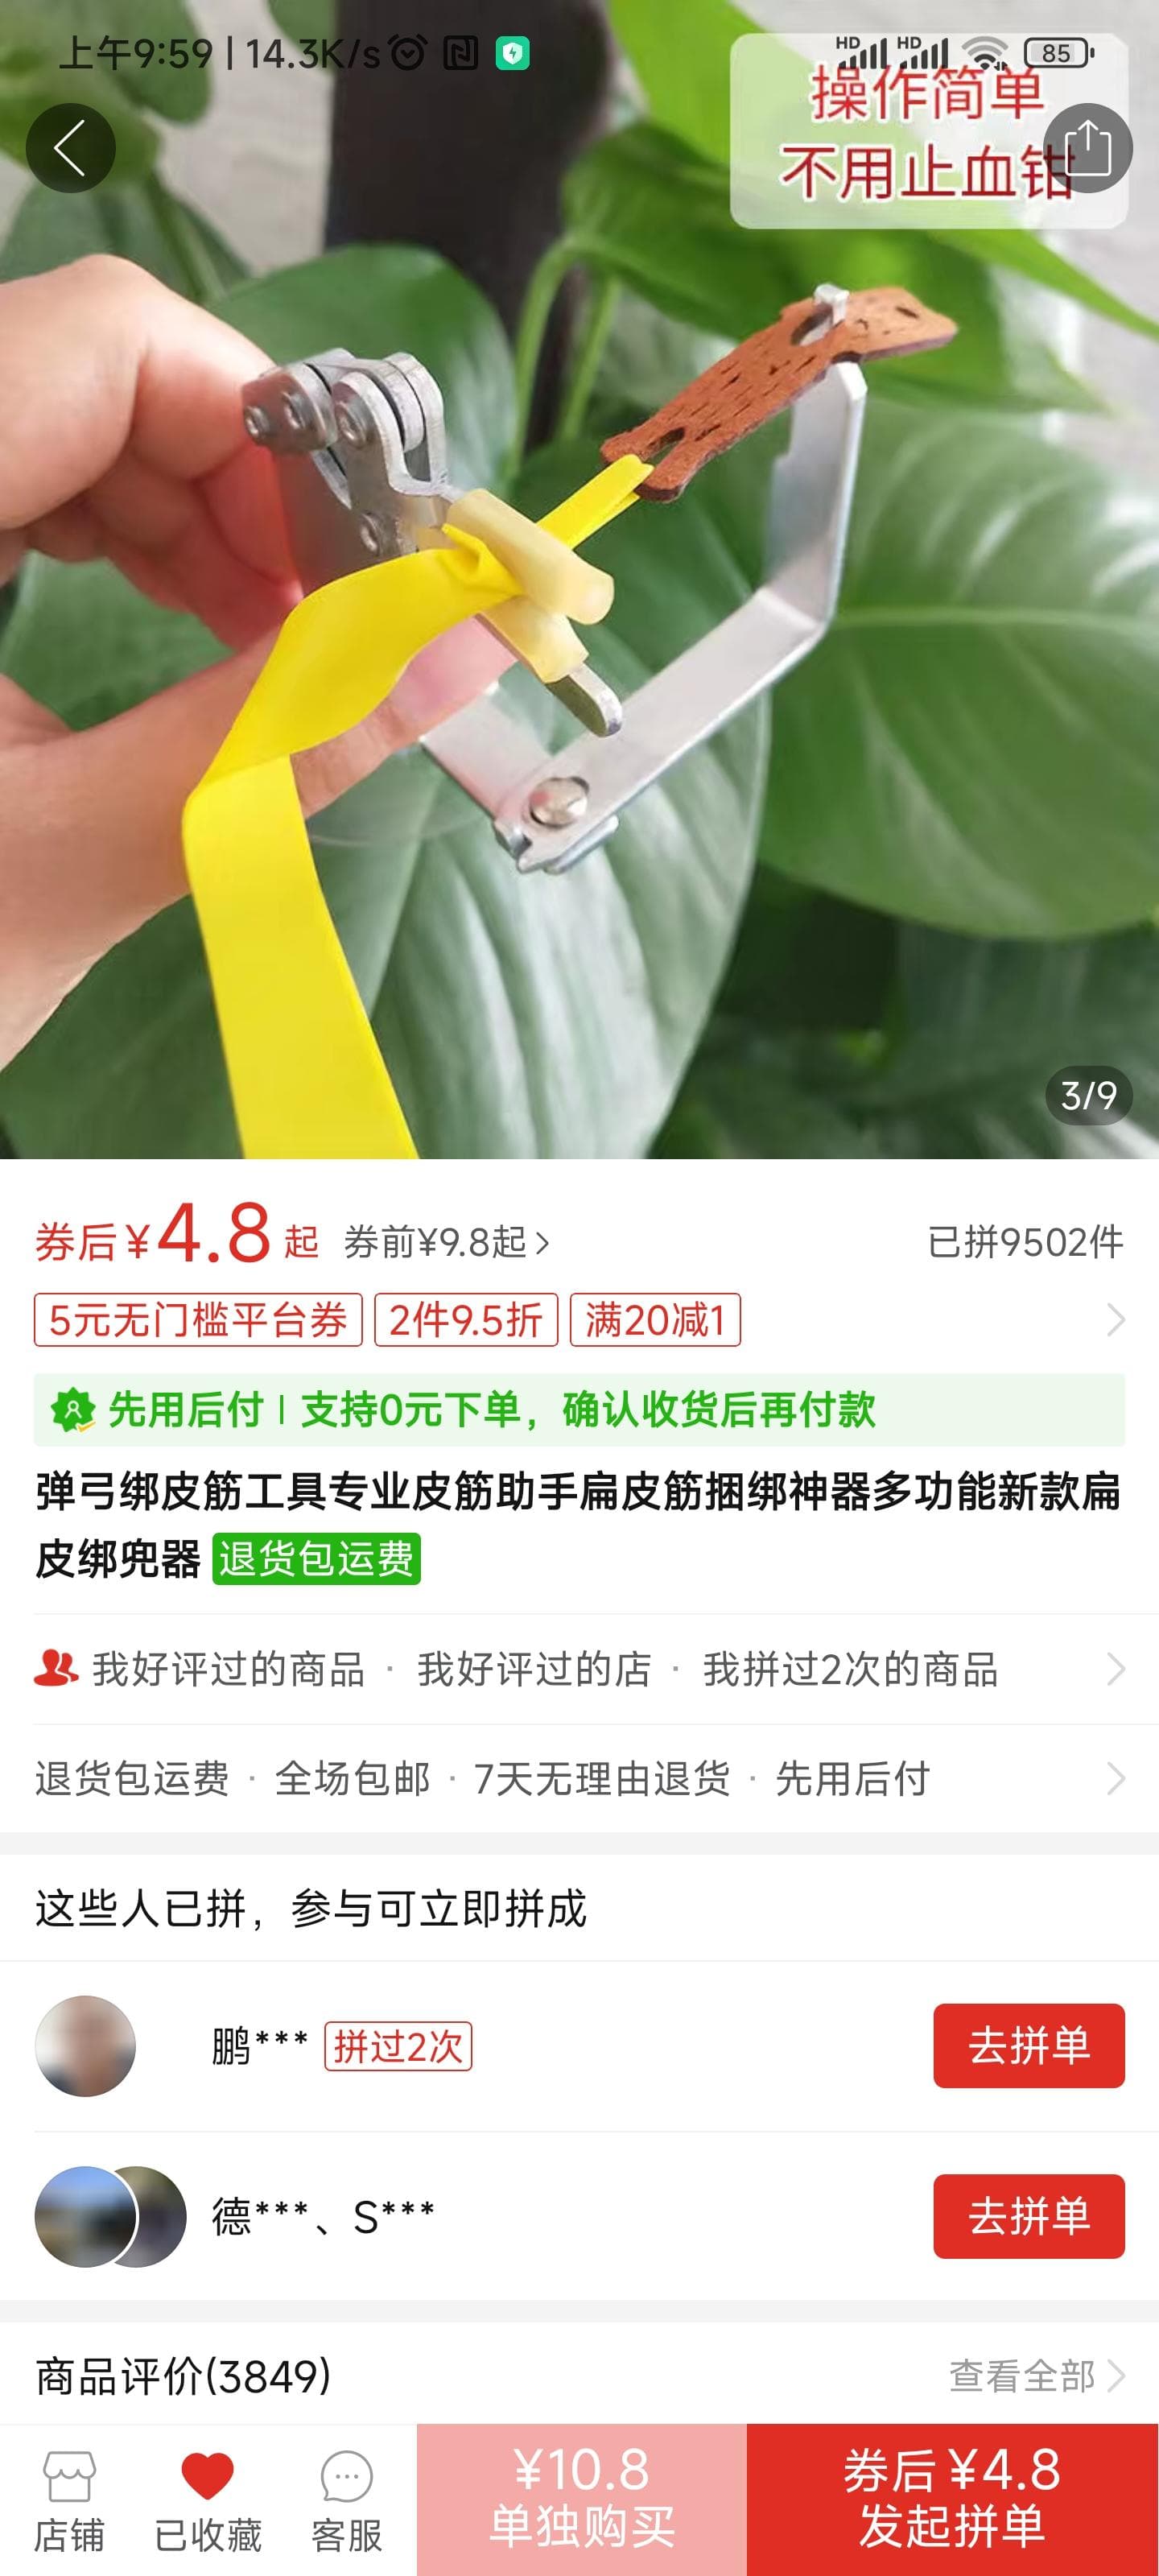 上午9:59 | 14.3K/s
HD HD 85
操作简单
不用止血钳
3/9
券后¥4.8起 券前¥9.8起 已拼9502件
5元无门槛平台券 2件9.5折 满20减1
先用后付 | 支持0元下单，确认收货后再付款
弹弓绑皮筋工具专业皮筋助手扁皮筋捆绑神器多功能新款扁
皮绑兜器 退货包运费
我好评过的商品 · 我好评过的店 · 我拼过2次的商品
退货包运费 · 全场包邮 · 7天无理由退货 · 先用后付
这些人已拼，参与可立即拼成
鹏*** 拼过2次 去拼单
德***、S*** 去拼单
商品评价(3849) 查看全部
¥10.8 券后¥4.8
店铺 已收藏 客服 单独购买 发起拼单